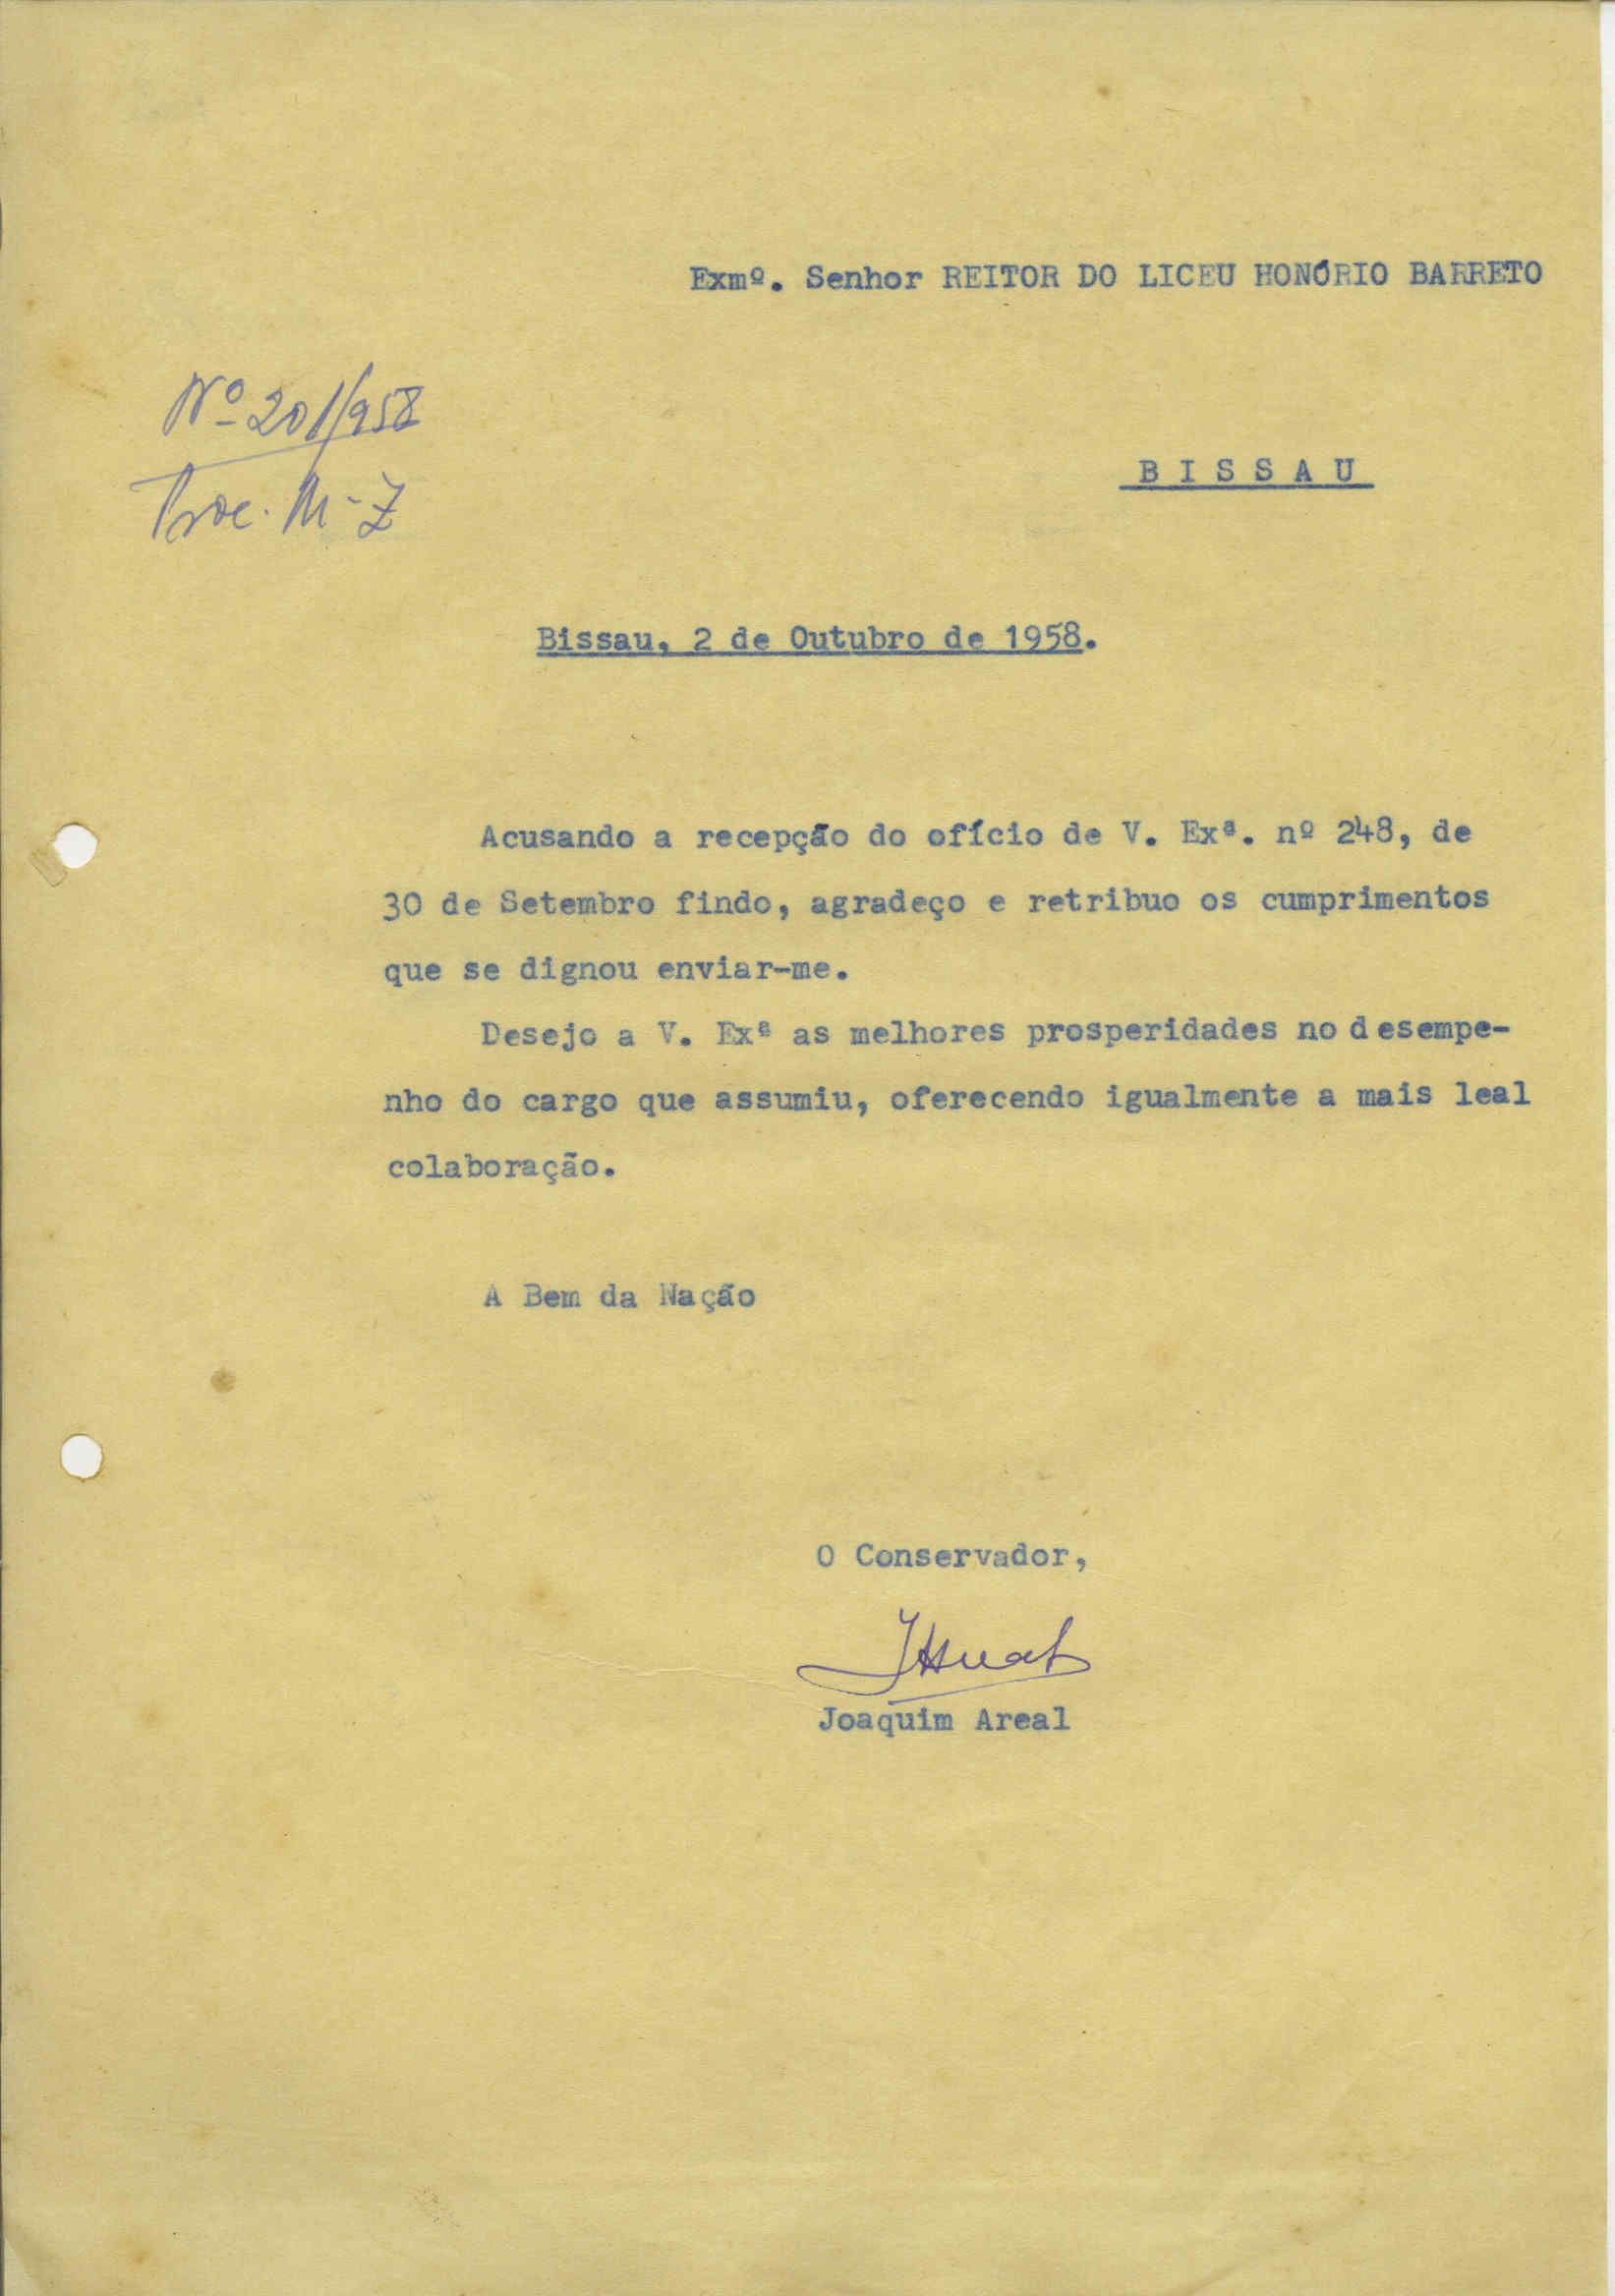 Exmº. Senhor REITOR DO LICEU HONÓRIO BARRETO
Nº 201/958
Proc. M-Z
BISSAU
Bissau, 2 de Outubro de 1958.
Acusando a recepção do ofício de V. Exª. nº 248, de
30 de Setembro findo, agradeço e retribuo os cumprimentos
que se dignou enviar-me.
Desejo a V. Exª as melhores prosperidades no desempe-
nho do cargo que assumiu, oferecendo igualmente a mais leal
colaboração.
A Bem da Nação
O Conservador,
Joaquim Areal